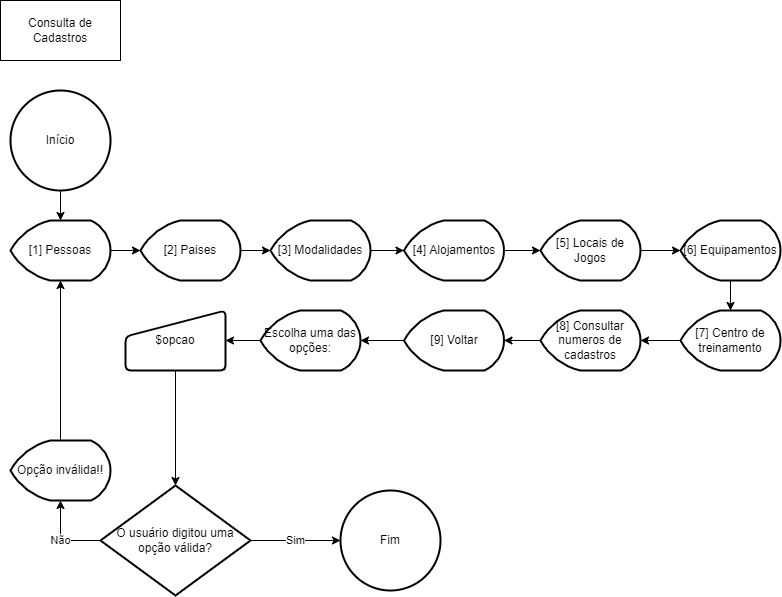 Consulta de
Cadastros
Início
[1] Pessoas
[2] Paises
[3] Modalidades
[4] Alojamentos
[5] Locais de
Jogos
[6] Equipamentos
[7] Centro de
treinamento
[8] Consultar
numeros de
cadastros
[9] Voltar
Escolha uma das
opções:
$opcao
O usuário digitou uma
opção válida?
Não
Opção inválida!!
Sim
Fim